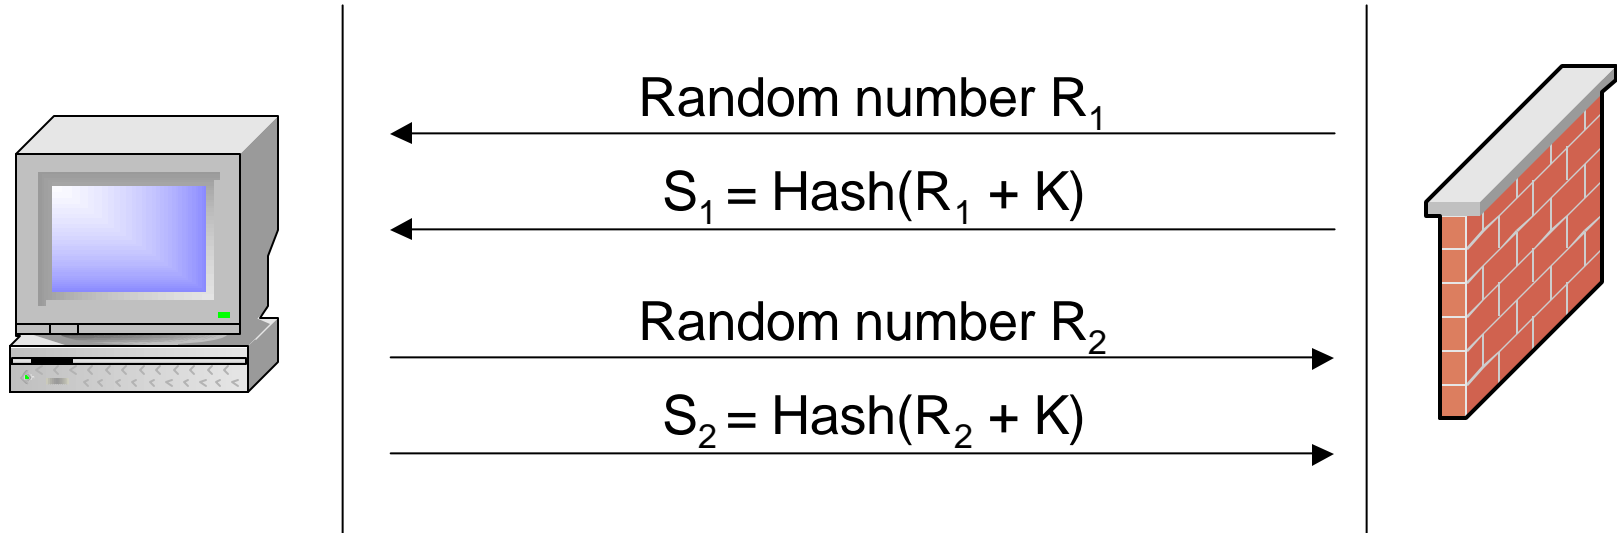 Random number R₁
S₁ = Hash(R₁ + K)
Random number R₂
S₂ = Hash(R₂ + K)